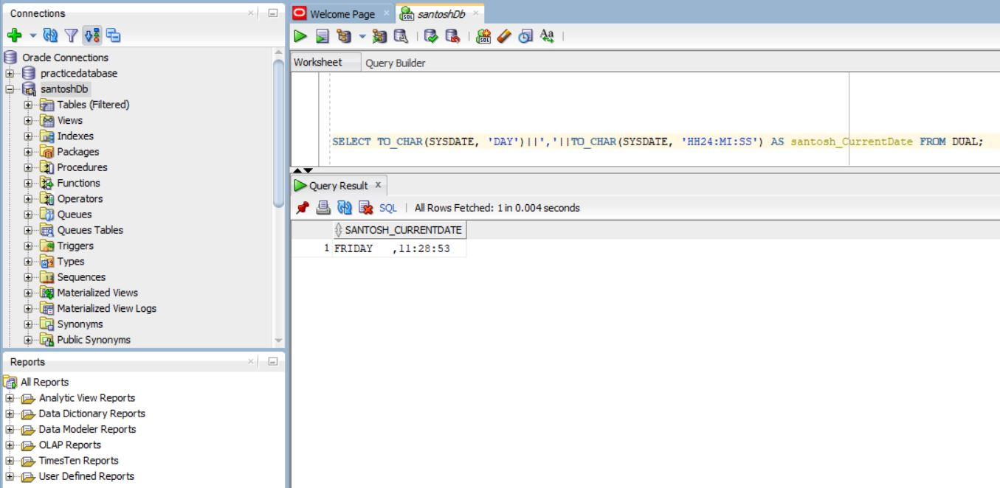 Connections
Oracle Connections
practicedatabase
santoshDb
Tables (Filtered)
Views
Indexes
Packages
Procedures
Functions
Operators
Queues
Queues Tables
Triggers
Types
Sequences
Materialized Views
Materialized View Logs
Synonyms
Public Synonyms
Reports
All Reports
Analytic View Reports
Data Dictionary Reports
Data Modeler Reports
OLAP Reports
TimesTen Reports
User Defined Reports
Welcome Page
santoshDb
Worksheet Query Builder
SELECT TO_CHAR(SYSDATE, 'DAY')||','||TO_CHAR(SYSDATE, 'HH24:MI:SS') AS santosh_CurrentDate FROM DUAL;
Query Result
SQL | All Rows Fetched: 1 in 0.004 seconds
SANTOSH_CURRENTDATE
1 FRIDAY   ,11:28:53